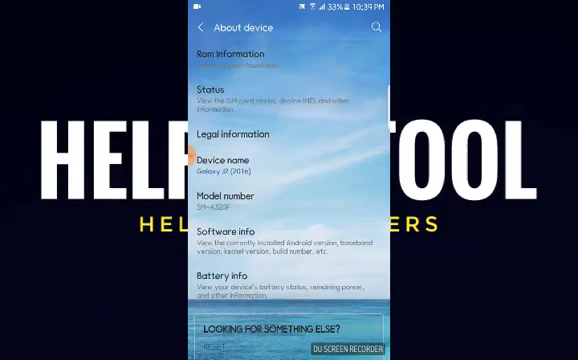 33% 10:39 PM
About device
Rom Information
Status
View the SIM card status, device IMEI, and other
information.
Legal information
Device name
Galaxy J2 (2016)
Model number
SM-A320F
Software info
View the currently installed Android version, baseband
version, kernel version, build number, etc.
Battery info
View your device's battery status, remaining power,
and other information.
LOOKING FOR SOMETHING ELSE?
RESET
DU SCREEN RECORDER
HELP
TOOL
HEL
ERS